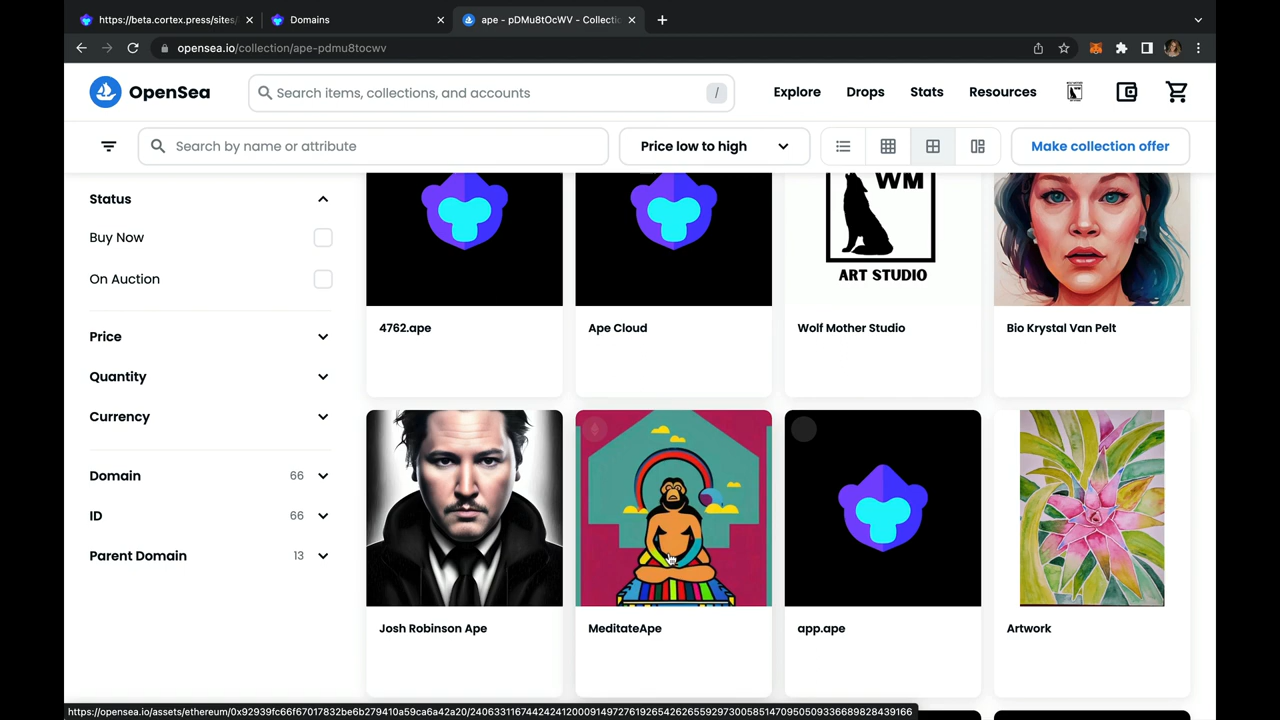 https://beta.cortex.press/sites/
Domains
ape - pDMu8tOcWV - Collectio
opensea.io/collection/ape-pdmu8tocwv
OpenSea
Search items, collections, and accounts
/
Explore
Drops
Stats
Resources
Search by name or attribute
Price low to high
Make collection offer
Status
Buy Now
On Auction
Price
Quantity
Currency
Domain 66
ID 66
Parent Domain 13
WM
ART STUDIO
4762.ape
Ape Cloud
Wolf Mother Studio
Bio Krystal Van Pelt
Josh Robinson Ape
MeditateApe
app.ape
Artwork
https://opensea.io/assets/ethereum/0x92939fc66f67017832be6b279410a59ca6a42a20/24063311674424241200091497276192654262655929730058514709505093366898284391​66